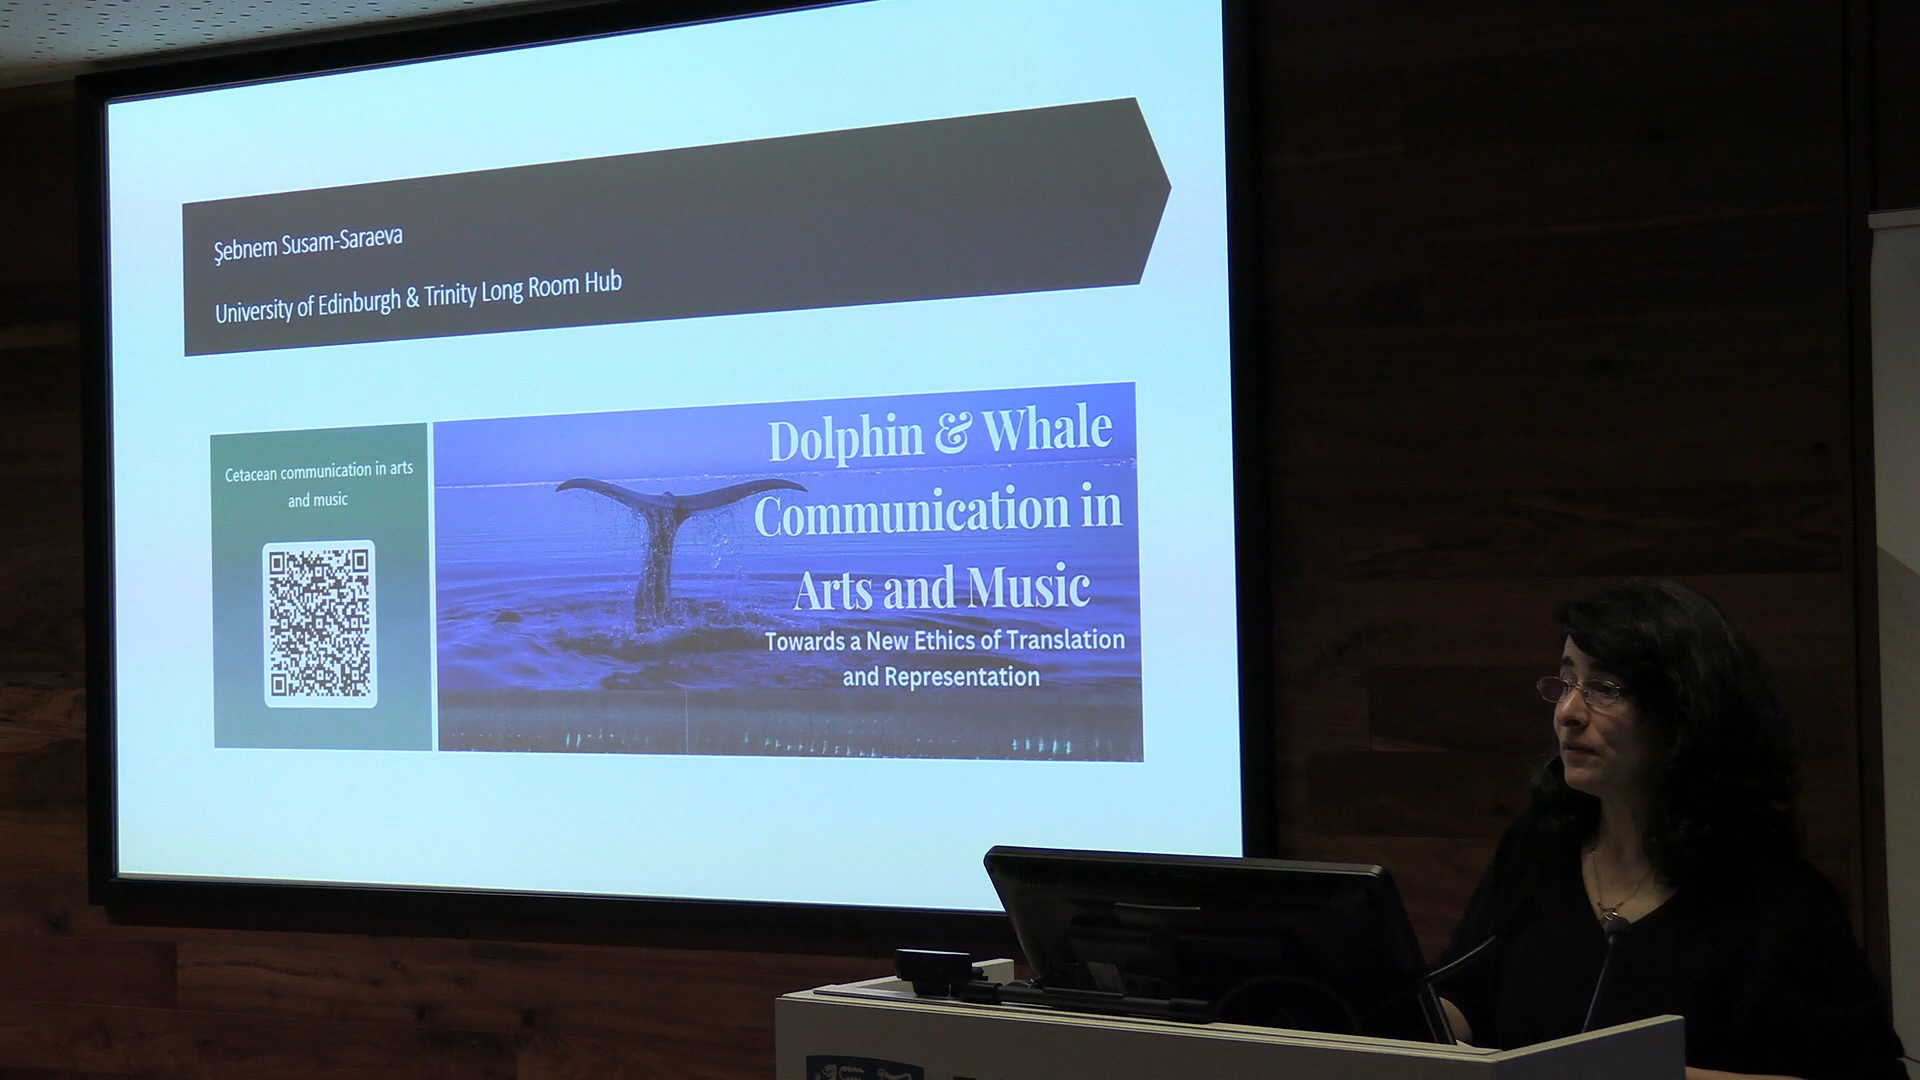 Şebnem Susam-Saraeva
University of Edinburgh & Trinity Long Room Hub
Cetacean communication in arts
and music
Dolphin & Whale
Communication in
Arts and Music
Towards a New Ethics of Translation
and Representation